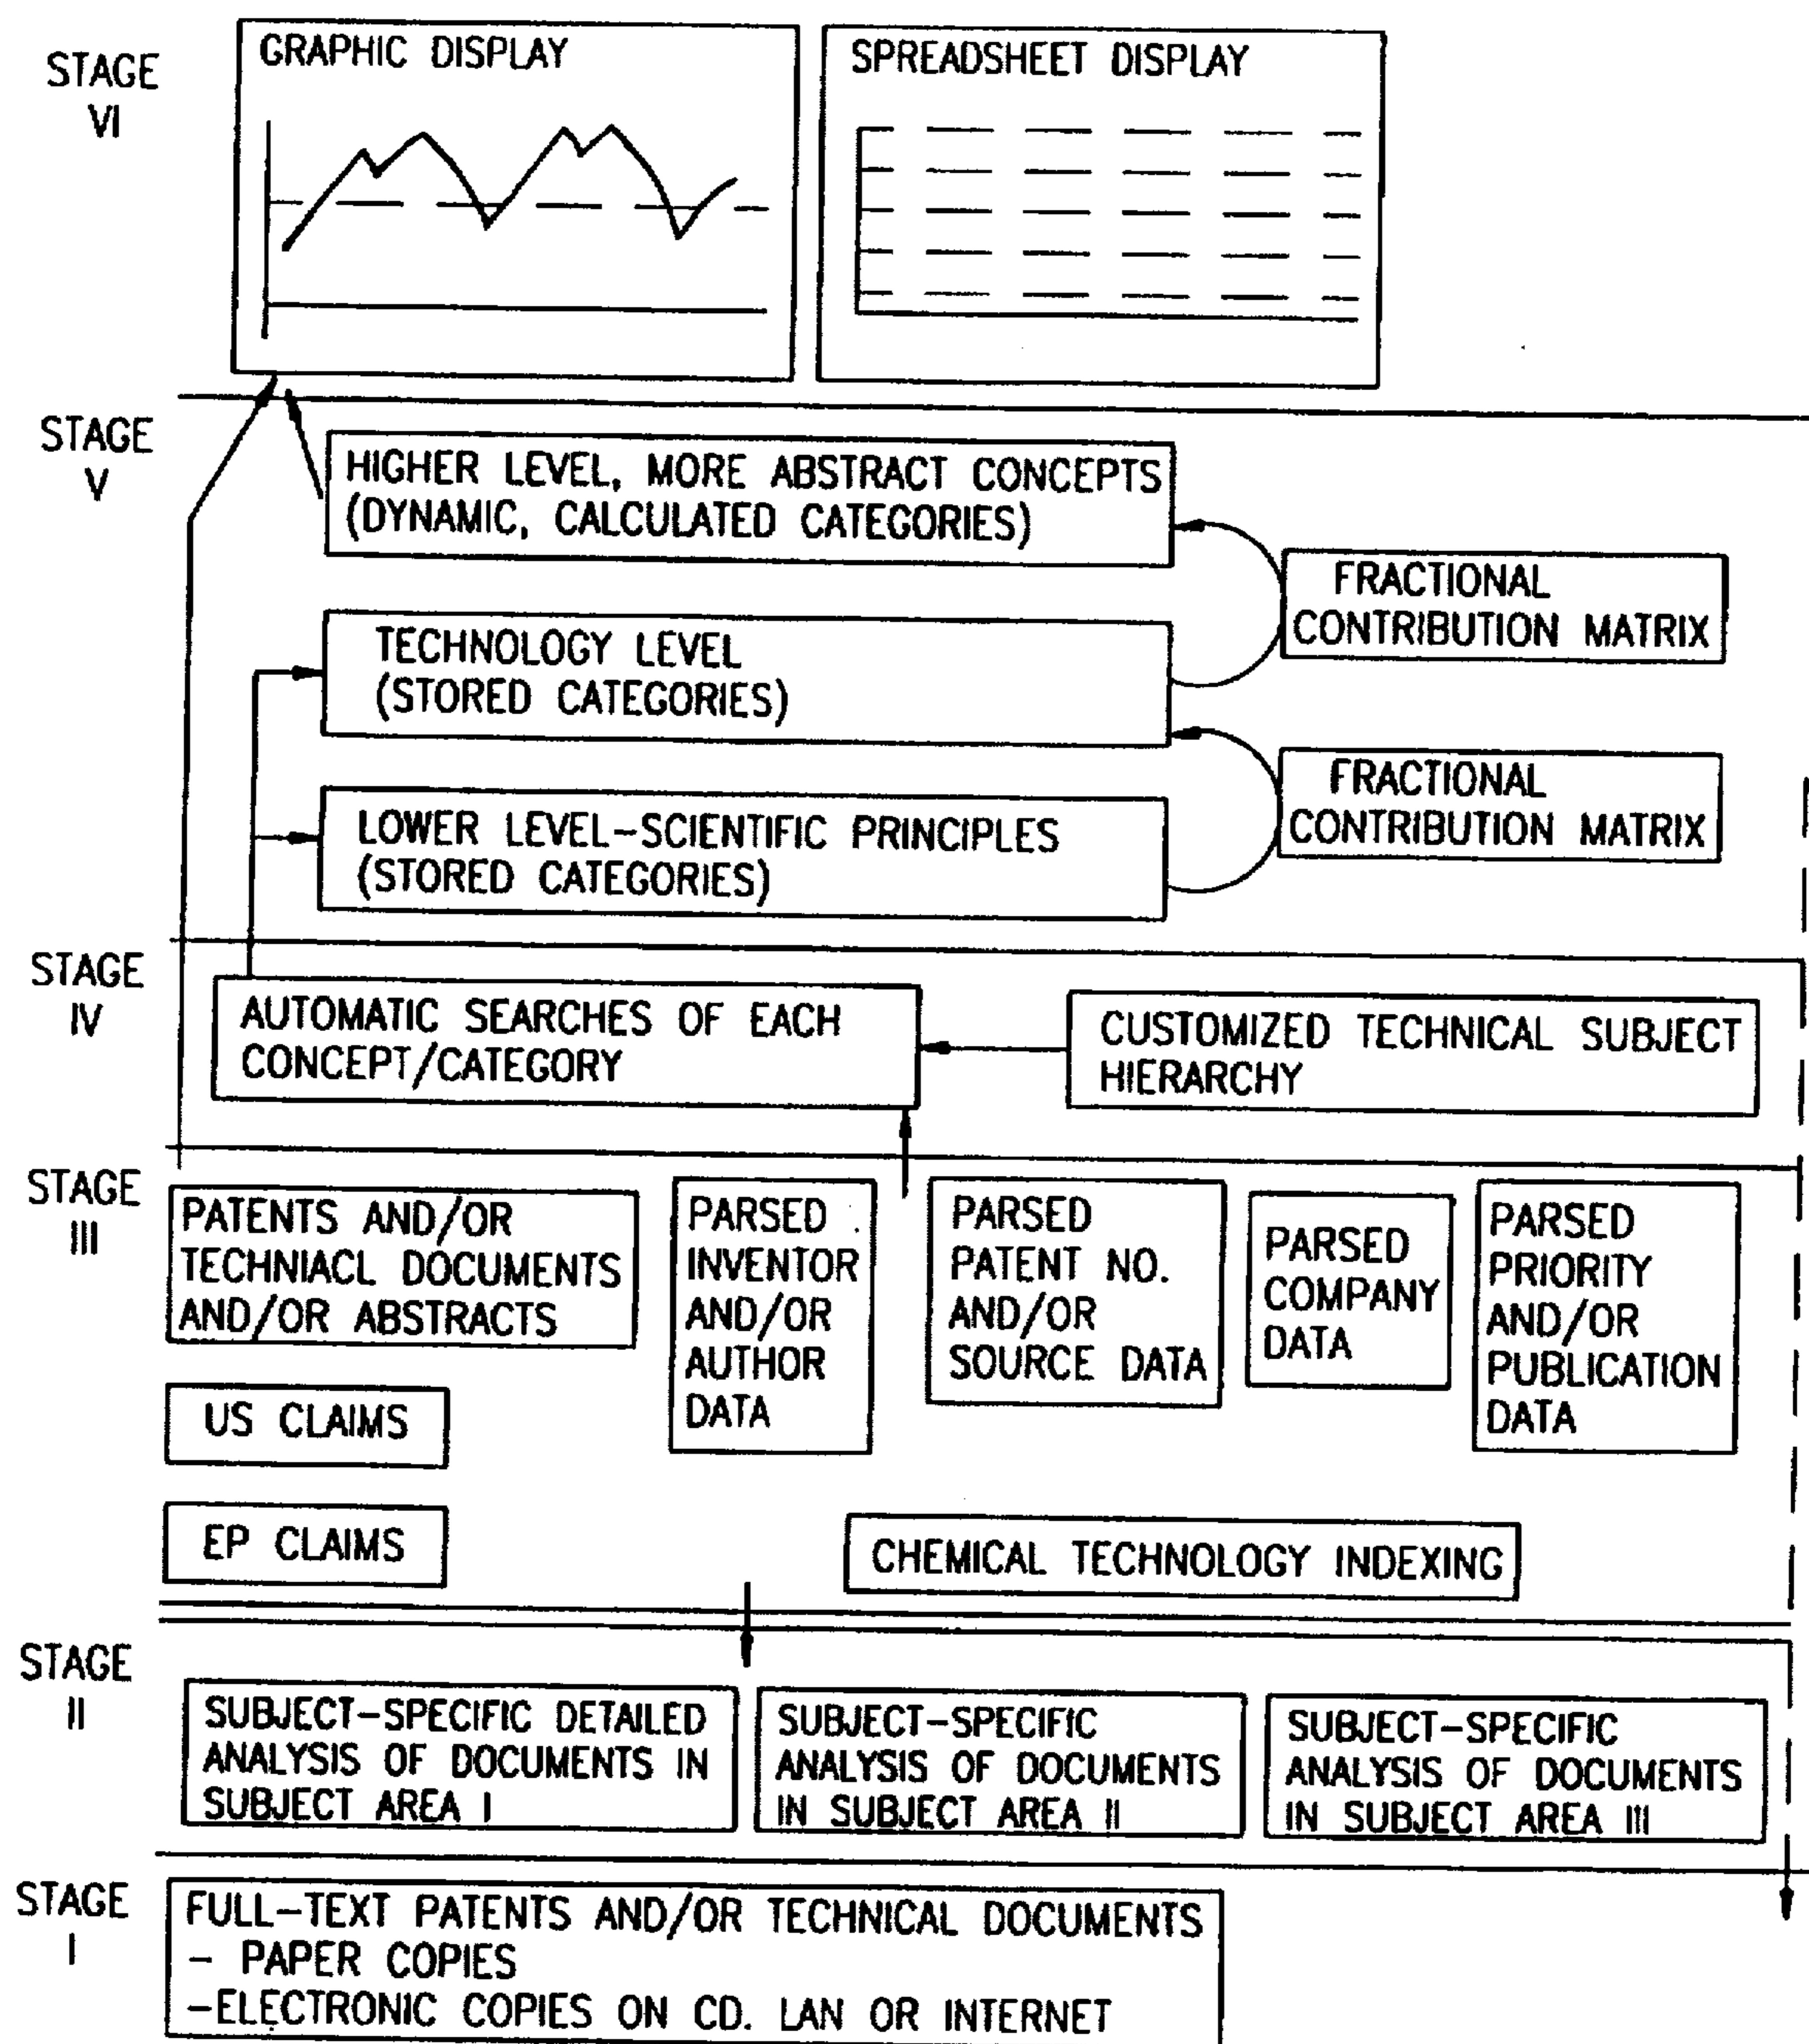 STAGE
VI
GRAPHIC DISPLAY
SPREADSHEET DISPLAY
STAGE
V
HIGHER LEVEL, MORE ABSTRACT CONCEPTS
(DYNAMIC, CALCULATED CATEGORIES)
FRACTIONAL
CONTRIBUTION MATRIX
TECHNOLOGY LEVEL
(STORED CATEGORIES)
FRACTIONAL
CONTRIBUTION MATRIX
LOWER LEVEL-SCIENTIFIC PRINCIPLES
(STORED CATEGORIES)
STAGE
IV
AUTOMATIC SEARCHES OF EACH
CONCEPT/CATEGORY
CUSTOMIZED TECHNICAL SUBJECT
HIERARCHY
STAGE
III
PATENTS AND/OR
TECHNIACL DOCUMENTS
AND/OR ABSTRACTS
PARSED
INVENTOR
AND/OR
AUTHOR
DATA
PARSED
PATENT NO.
AND/OR
SOURCE DATA
PARSED
COMPANY
DATA
PARSED
PRIORITY
AND/OR
PUBLICATION
DATA
US CLAIMS
EP CLAIMS
CHEMICAL TECHNOLOGY INDEXING
STAGE
II
SUBJECT-SPECIFIC DETAILED
ANALYSIS OF DOCUMENTS IN
SUBJECT AREA I
SUBJECT-SPECIFIC
ANALYSIS OF DOCUMENTS
IN SUBJECT AREA II
SUBJECT-SPECIFIC
ANALYSIS OF DOCUMENTS
IN SUBJECT AREA III
STAGE
I
FULL-TEXT PATENTS AND/OR TECHNICAL DOCUMENTS
- PAPER COPIES
-ELECTRONIC COPIES ON CD. LAN OR INTERNET